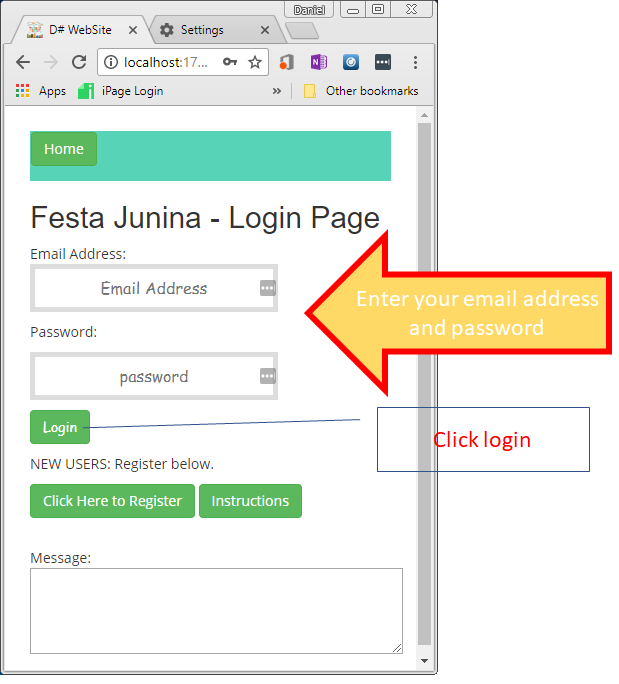 Daniel
D# WebSite
Settings
localhost:17...
Apps
iPage Login
»
Other bookmarks
Home
Festa Junina - Login Page
Email Address:
Email Address
Enter your email address
and password
Password:
password
Login
Click login
NEW USERS: Register below.
Click Here to Register
Instructions
Message: